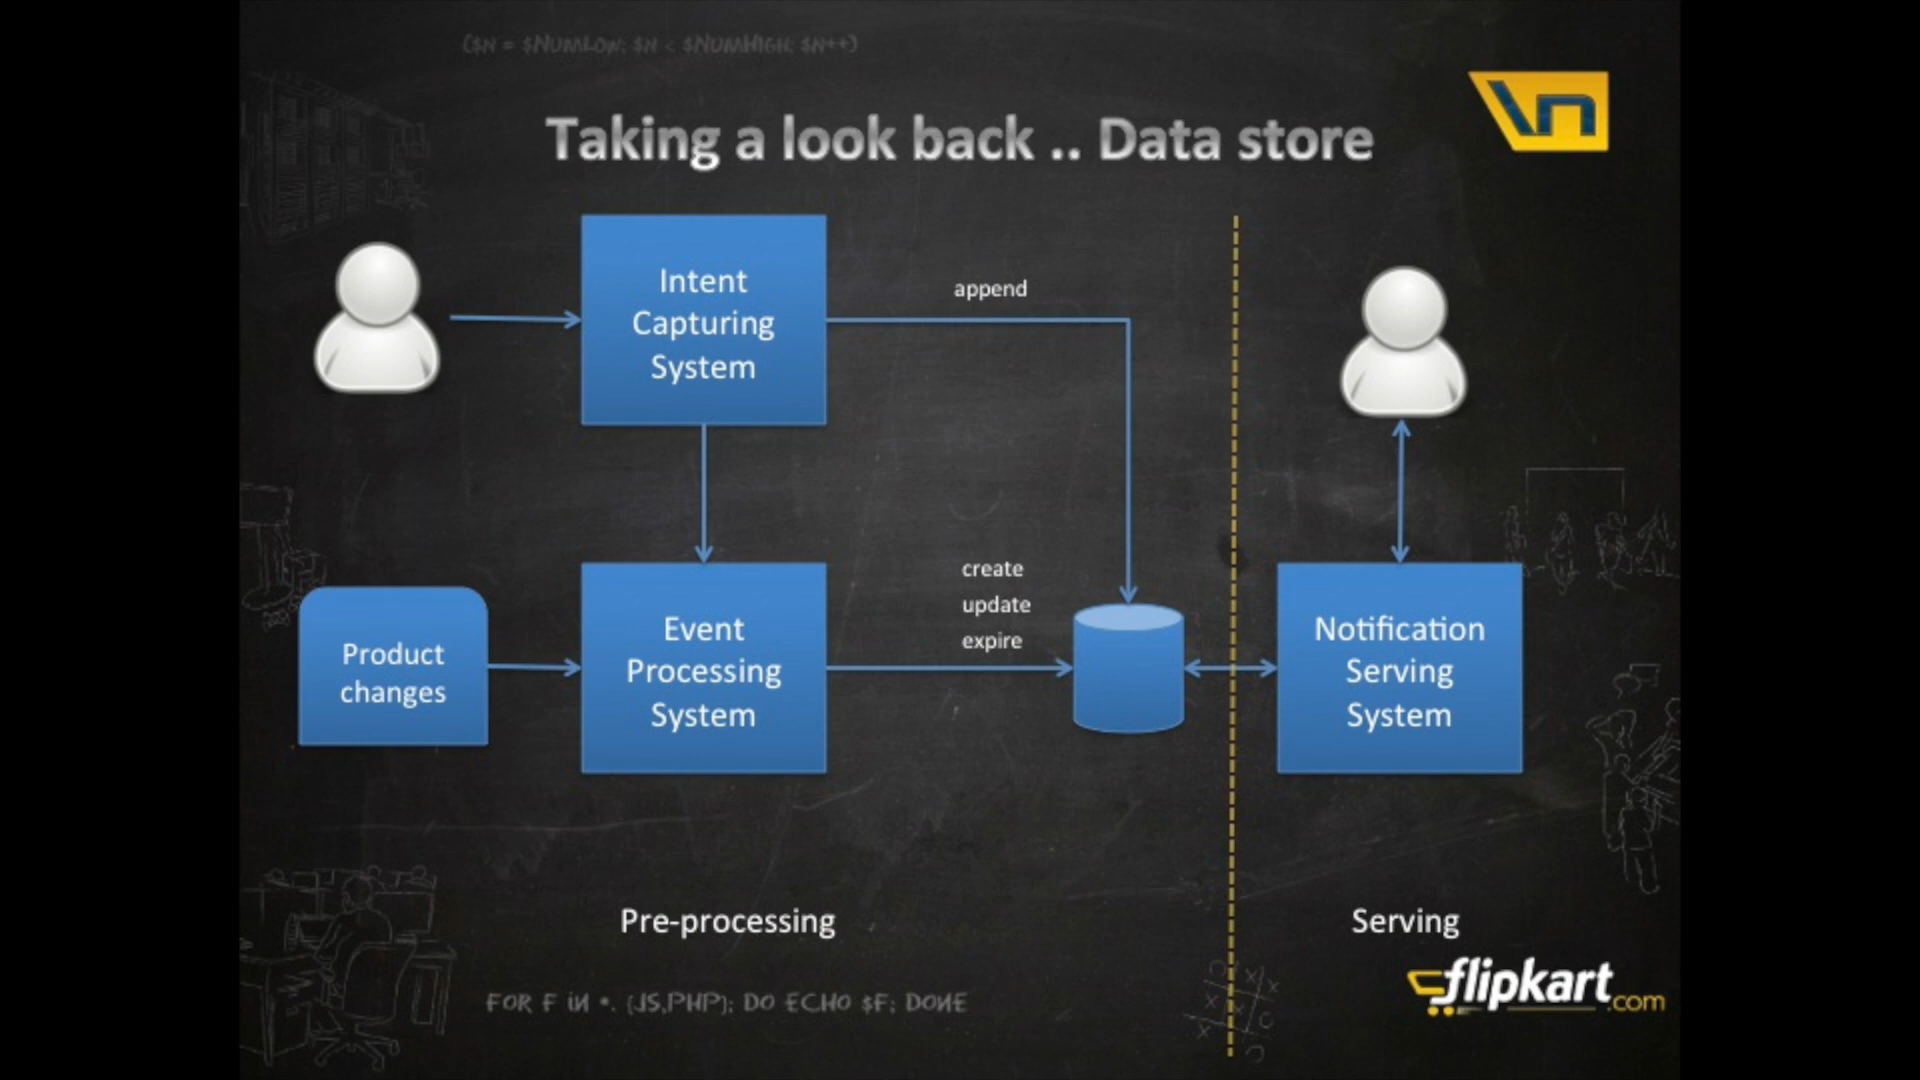 ($N = $NUMLOW; $N < $NUMHIGH; $N++)
Taking a look back .. Data store
Intent
Capturing
System
append
create
update
expire
Product
changes
Event
Processing
System
Notification
Serving
System
Pre-processing
Serving
FOR F IN *. {JS,PHP}; DO ECHO $F; DONE
flipkart.com